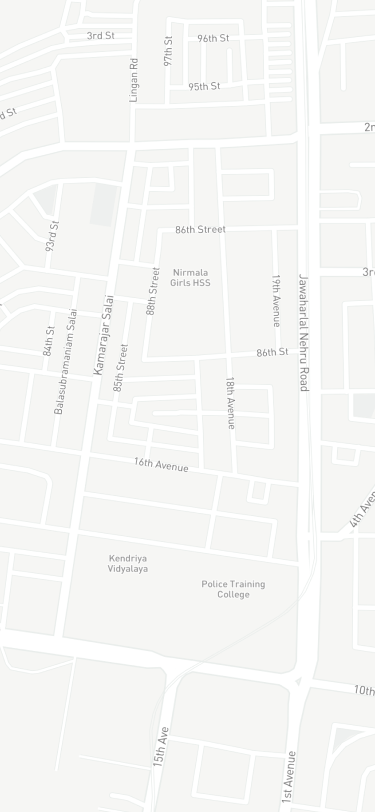 3rd St
97th St
96th St
Lingan Rd
95th St
d St
2n
93rd St
86th Street
3r
Nirmala
Girls HSS
88th Street
19th Avenue
Jawaharlal Nehru Road
Kamarajar Salai
84th St
Balasubramaniam Salai
85th Street
86th St
18th Avenue
16th Avenue
4th Aven
Kendriya
Vidyalaya
Police Training
College
10th
15th Ave
1st Avenue